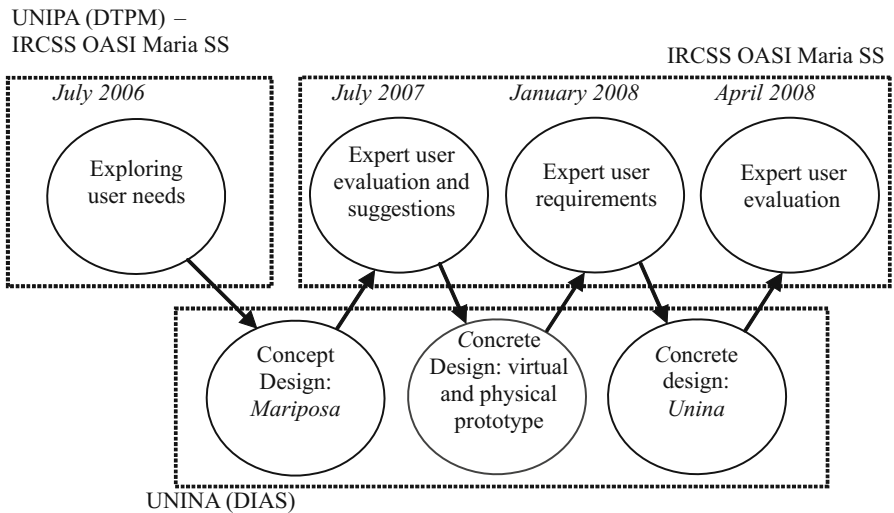 UNIPA (DTPM) –
IRCSS OASI Maria SS
IRCSS OASI Maria SS
July 2006
July 2007
January 2008
April 2008
Exploring
user needs
Expert user
evaluation and
suggestions
Expert user
requirements
Expert user
evaluation
Concept
Design:
Mariposa
Concrete
Design: virtual
and physical
prototype
Concrete
design:
Unina
UNINA (DIAS)